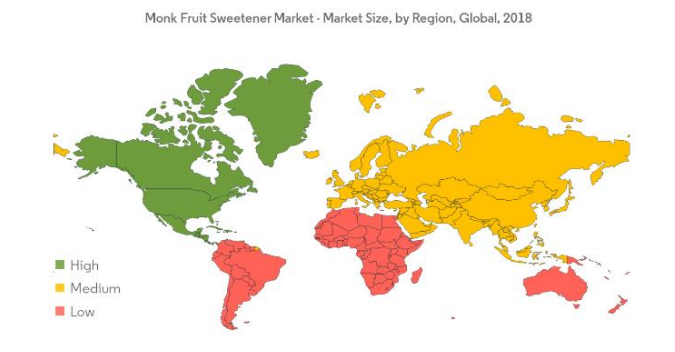 Monk Fruit Sweetener Market - Market Size, by Region, Global, 2018
High
Medium
Low